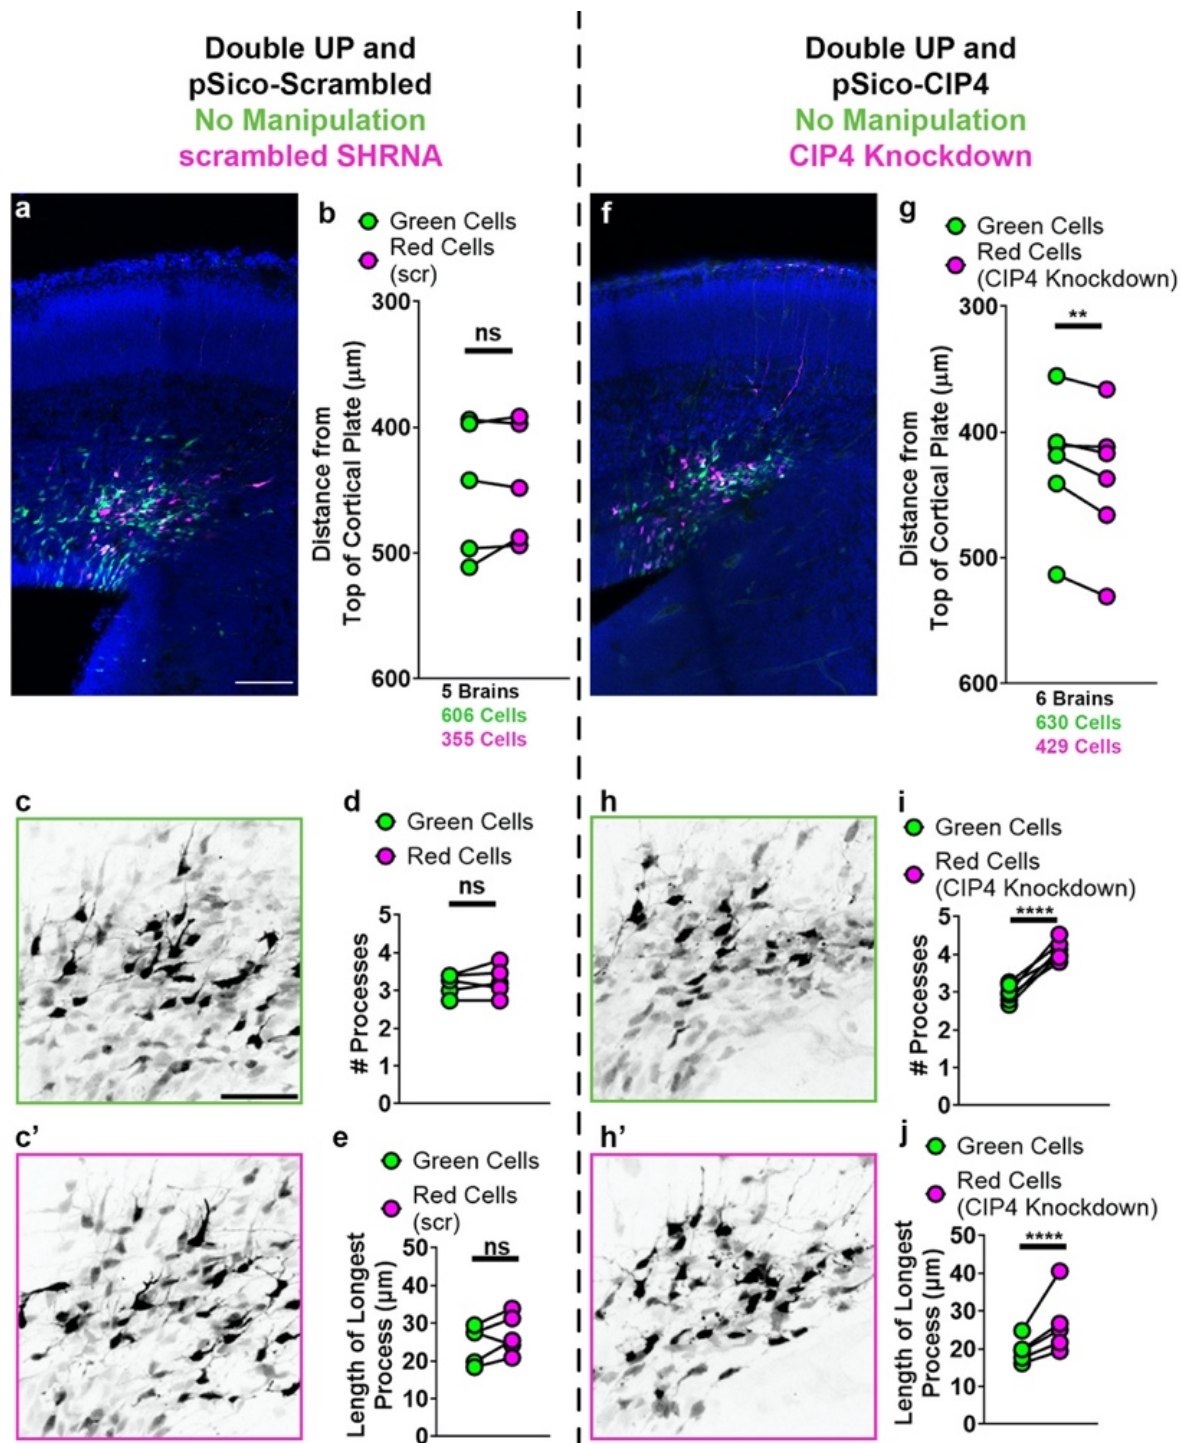 Double UP and
pSico-Scrambled
No Manipulation
scrambled SHRNA
Double UP and
pSico-CIP4
No Manipulation
CIP4 Knockdown
a
b
Green Cells
Red Cells
(scr)
300
400
500
600
ns
Distance from
Top of Cortical Plate (µm)
5 Brains
606 Cells
355 Cells
f
g
Green Cells
Red Cells
(CIP4 Knockdown)
300
400
500
600
**
Distance from
Top of Cortical Plate (µm)
6 Brains
630 Cells
429 Cells
c
d
Green Cells
Red Cells
ns
5
4
3
2
1
0
# Processes
h
i
Green Cells
Red Cells
(CIP4 Knockdown)
****
5
4
3
2
1
0
# Processes
c’
e
Green Cells
Red Cells
(scr)
ns
50
40
30
20
10
0
Length of Longest
Process (µm)
h’
j
Green Cells
Red Cells
(CIP4 Knockdown)
****
50
40
30
20
10
0
Length of Longest
Process (µm)